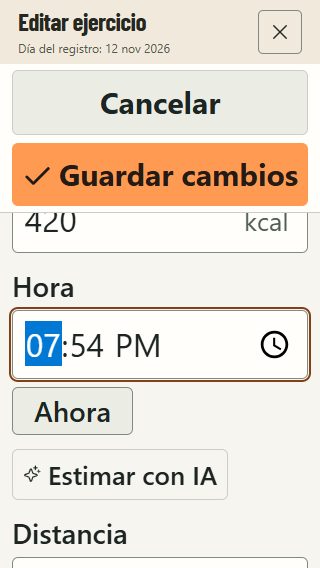 Editar ejercicio
Día del registro: 12 nov 2026
Cancelar
Guardar cambios
420 kcal
Hora
07:54 PM
Ahora
Estimar con IA
Distancia